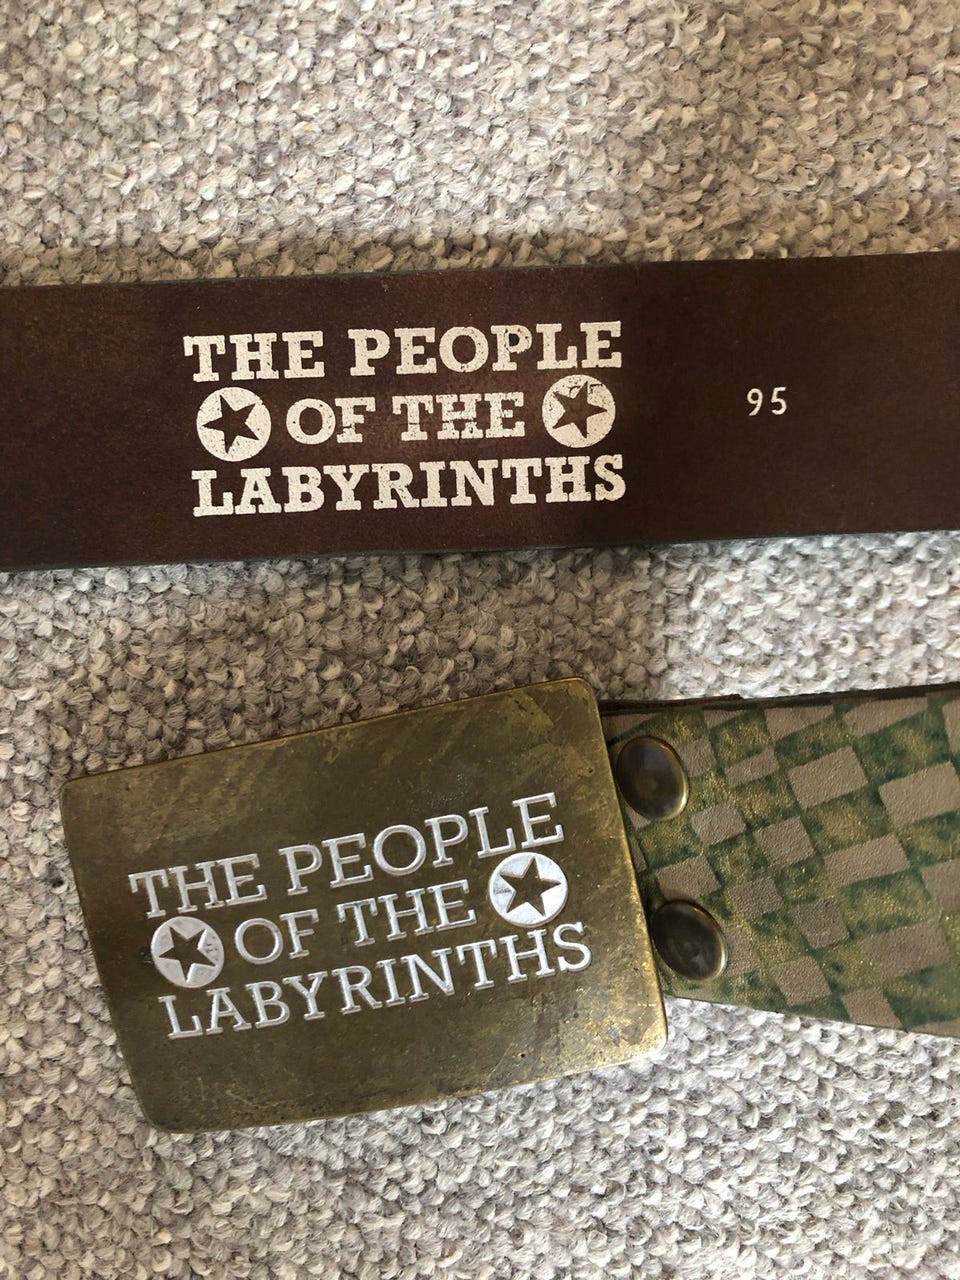 THE PEOPLE
OF THE
LABYRINTHS
95
THE PEOPLE
OF THE
LABYRINTHS